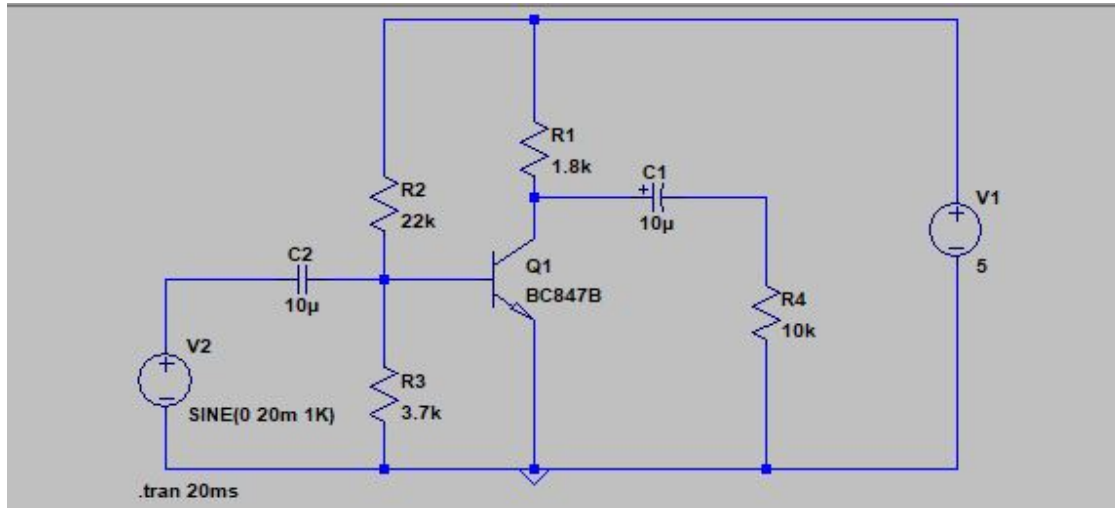 R1
1.8k
C1
+
10µ
V1
+
5
R2
22k
C2
10µ
Q1
BC847B
R4
10k
V2
+
SINE(0 20m 1K)
R3
3.7k
.tran 20ms